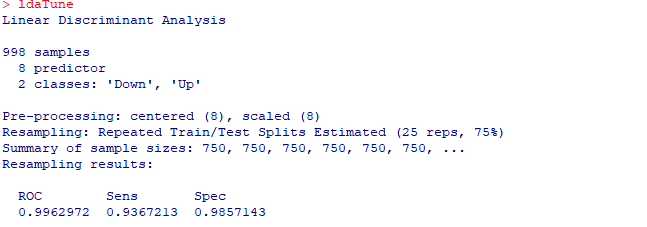 > ldaTune
Linear Discriminant Analysis

998 samples
  8 predictor
  2 classes: 'Down', 'Up'

Pre-processing: centered (8), scaled (8)
Resampling: Repeated Train/Test Splits Estimated (25 reps, 75%)
Summary of sample sizes: 750, 750, 750, 750, 750, 750, ...
Resampling results:

  ROC        Sens       Spec
  0.9962972  0.9367213  0.9857143